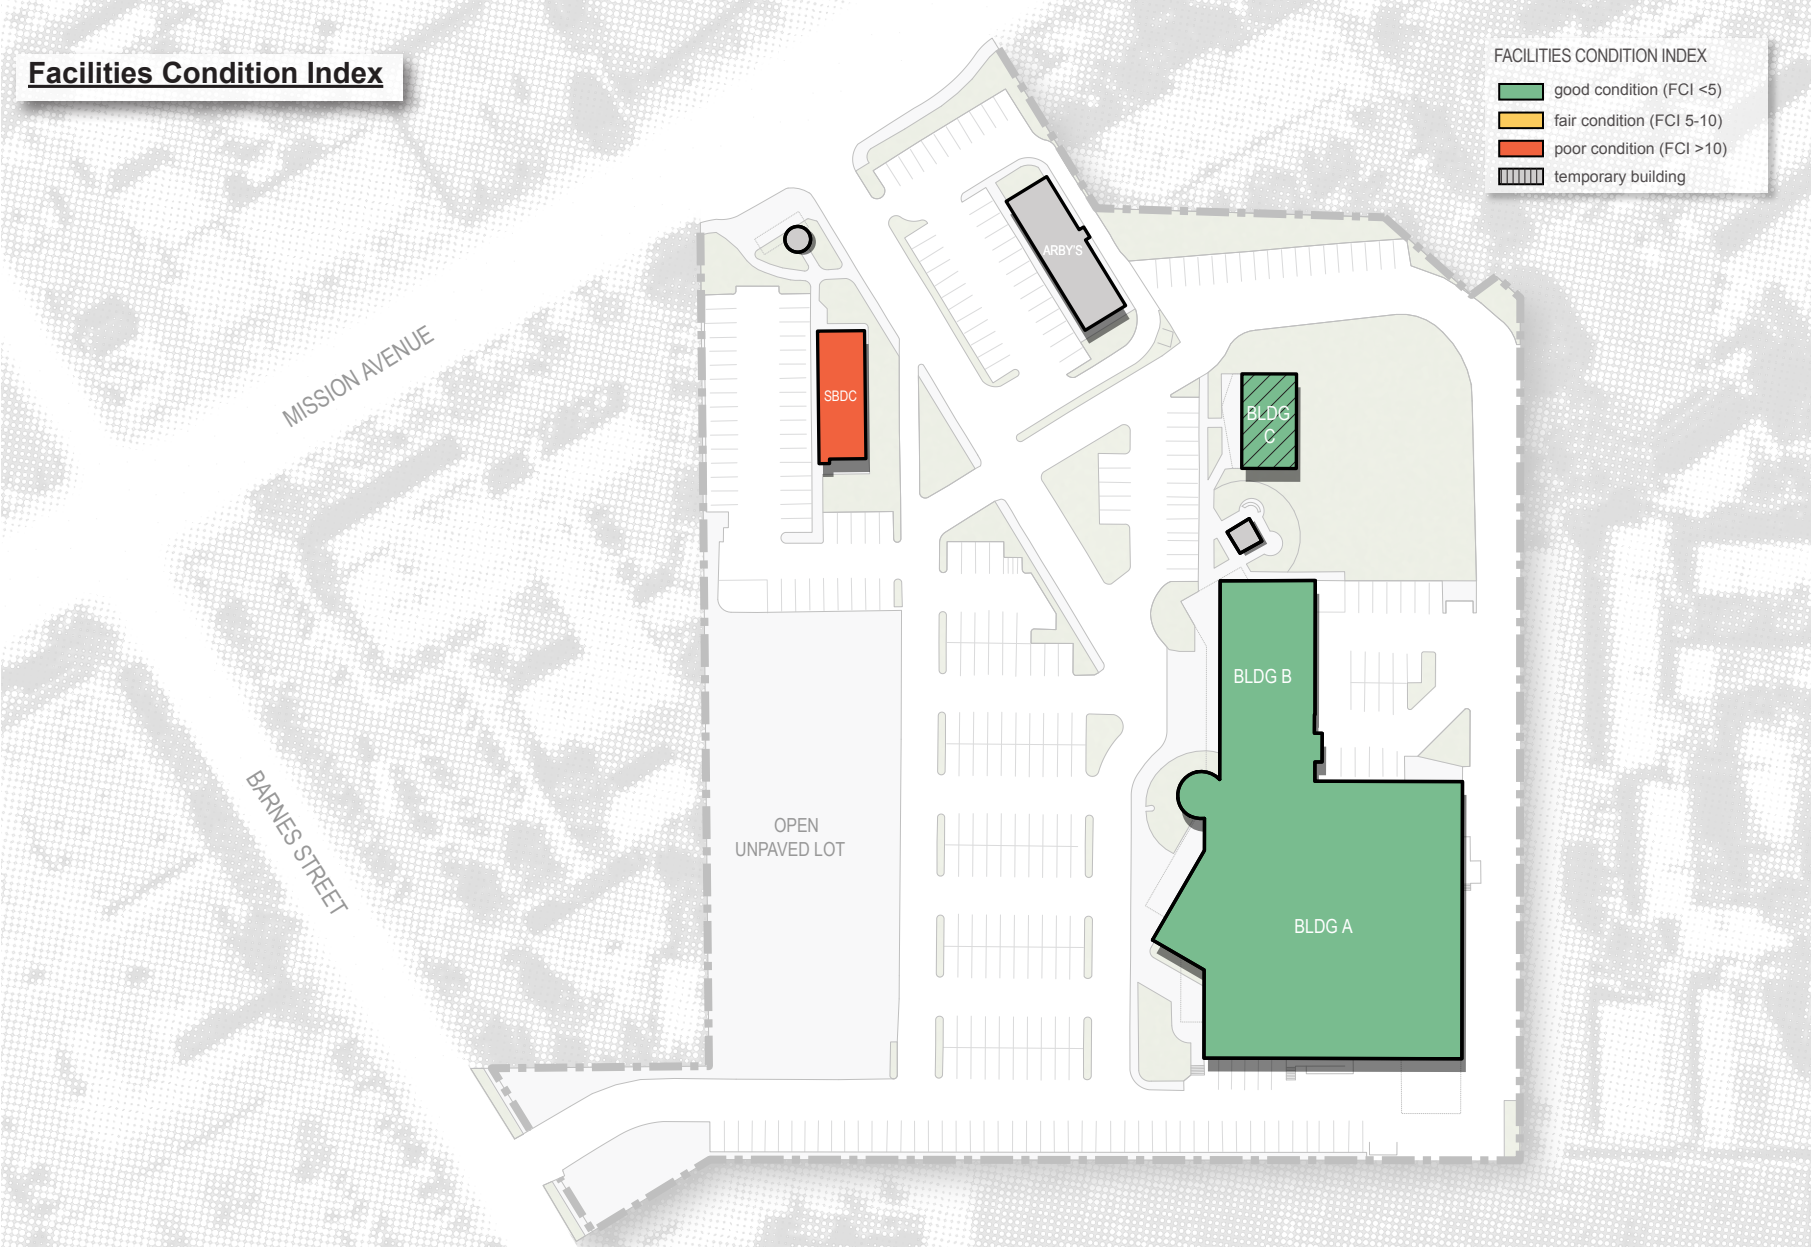 Facilities Condition Index
FACILITIES CONDITION INDEX
good condition (FCI <5)
fair condition (FCI 5-10)
poor condition (FCI >10)
temporary building
ARBY'S
MISSION AVENUE
SBDC
BLDG
C
BLDG B
BARNES STREET
OPEN
UNPAVED LOT
BLDG A